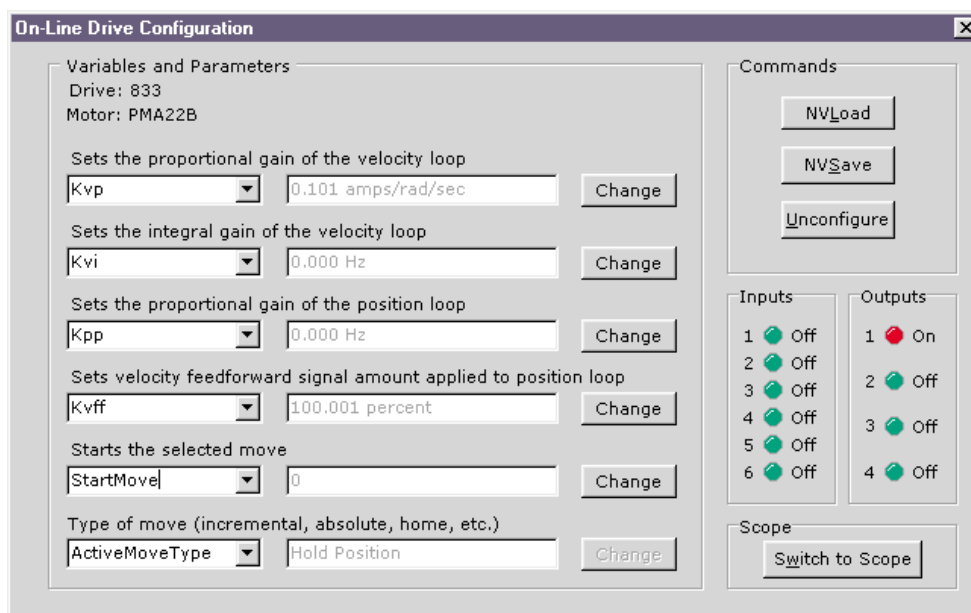 On-Line Drive Configuration
Variables and Parameters
Drive: 833
Motor: PMA22B
Sets the proportional gain of the velocity loop
Kvp 0.101 amps/rad/sec Change
Sets the integral gain of the velocity loop
Kvi 0.000 Hz Change
Sets the proportional gain of the position loop
Kpp 0.000 Hz Change
Sets velocity feedforward signal amount applied to position loop
Kvff 100.001 percent Change
Starts the selected move
StartMove 0 Change
Type of move (incremental, absolute, home, etc.)
ActiveMoveType Hold Position Change
Commands
NVLoad
NVSave
Unconfigure
Inputs
1 Off
2 Off
3 Off
4 Off
5 Off
6 Off
Outputs
1 On
2 Off
3 Off
4 Off
Scope
Switch to Scope